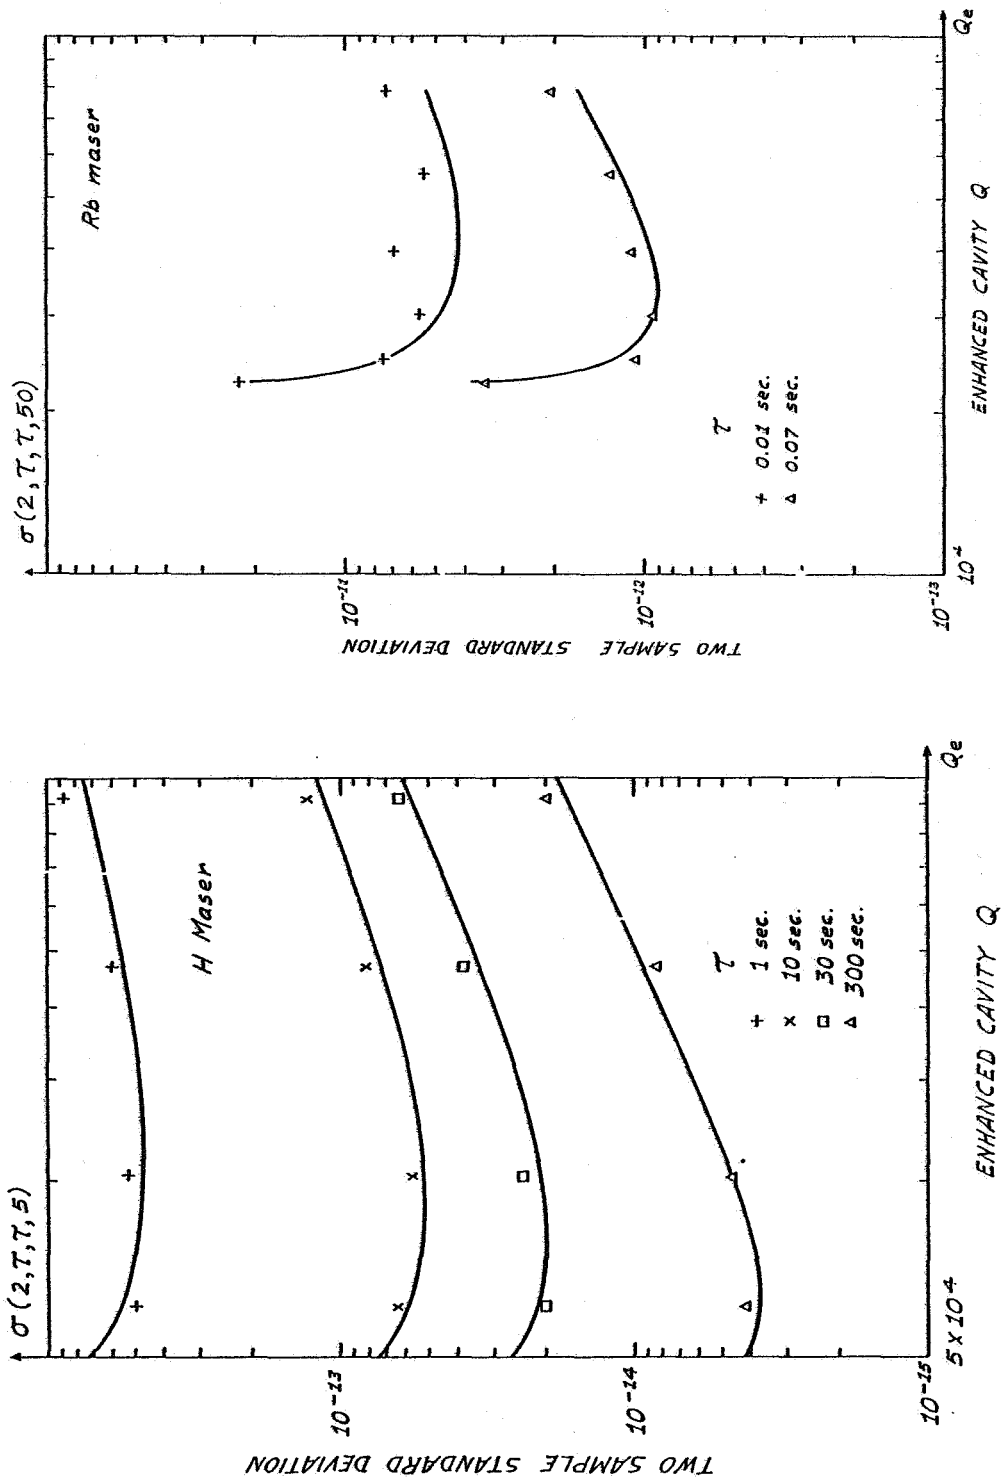 σ(2,τ,τ,5)
H Maser
τ
+ 1 sec.
× 10 sec.
□ 30 sec.
△ 300 sec.
10⁻¹³
10⁻¹⁴
10⁻¹⁵
TWO SAMPLE STANDARD DEVIATION
5×10⁴
Qe
ENHANCED CAVITY Q
σ(2,τ,τ,50)
Rb maser
τ
+ 0.01 sec.
△ 0.07 sec.
10⁻¹¹
10⁻¹²
10⁻¹³
TWO SAMPLE STANDARD DEVIATION
10⁴
Qe
ENHANCED CAVITY Q